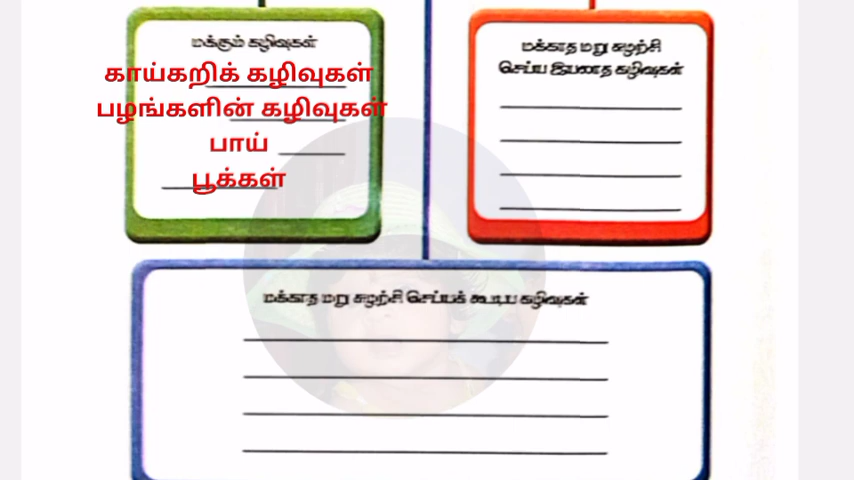 மக்கும் கழிவுகள்
காய்கறிக் கழிவுகள்
பழங்களின் கழிவுகள்
பாய்
பூக்கள்
மக்காத மறு சுழற்சி
செய்ய இயலாத கழிவுகள்
மக்காத மறு சுழற்சி செய்யக் கூடிய கழிவுகள்